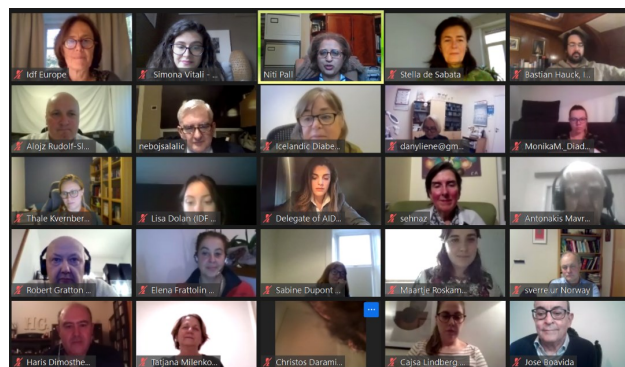 Idf Europe
Simona Vitali - ...
Niti Pall
Stella de Sabata
Bastian Hauck, I...
Alojz Rudolf-Sl...
nebojsalalic
Icelandic Diabe...
danyliene@gm...
MonikaM._Diad...
Thale Kvernber...
Lisa Dolan (IDF ...
Delegate of AID...
sehnaz
Antonakis Mavr...
Robert Gratton ...
Elena Frattolin ...
Sabine Dupont ...
Maartje Roskam...
sverre.ur Norway
Haris Dimosthe...
Tatjana Milenko...
Christos Darami...
Cajsa Lindberg...
Jose Boavida